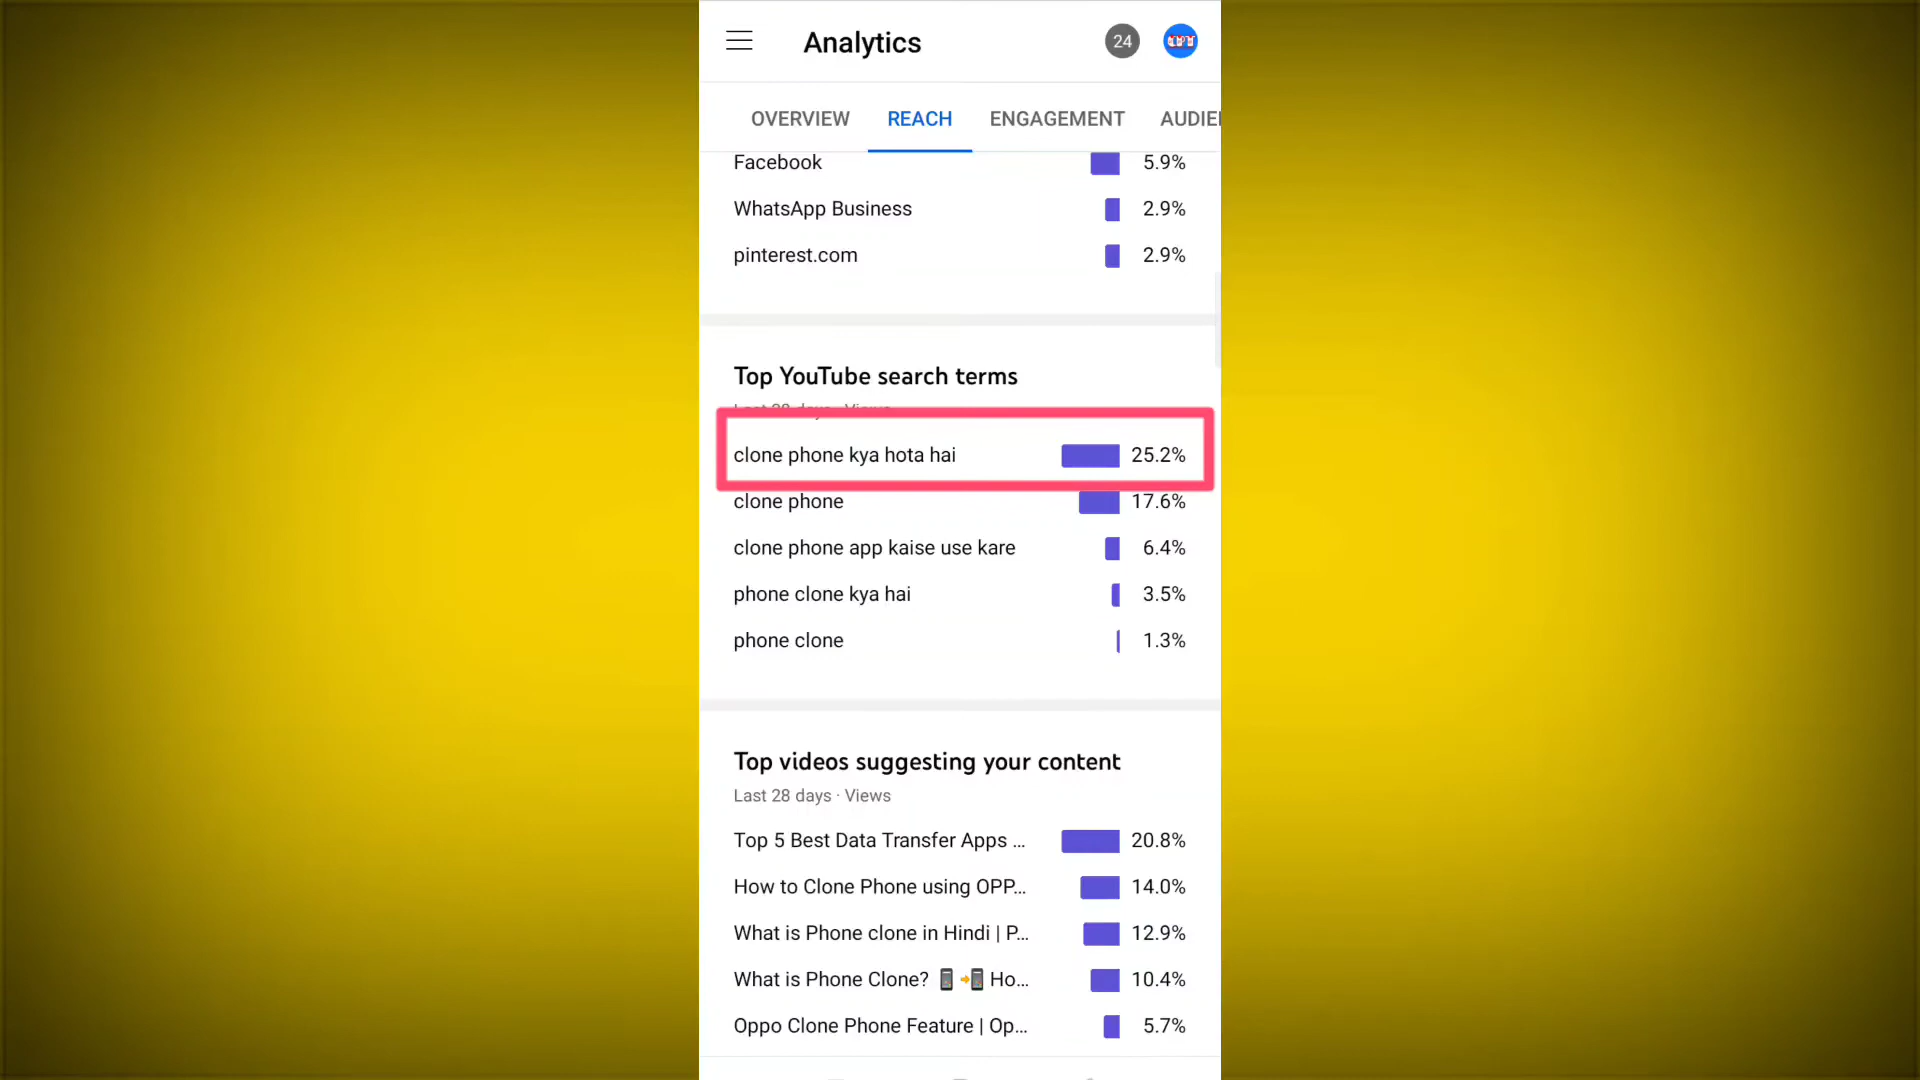 Analytics
24
OVERVIEW REACH ENGAGEMENT AUDIE
Facebook 5.9%
WhatsApp Business 2.9%
pinterest.com 2.9%
Top YouTube search terms
Last 28 days · Views
clone phone kya hota hai 25.2%
clone phone 17.6%
clone phone app kaise use kare 6.4%
phone clone kya hai 3.5%
phone clone 1.3%
Top videos suggesting your content
Last 28 days · Views
Top 5 Best Data Transfer Apps ... 20.8%
How to Clone Phone using OPP... 14.0%
What is Phone clone in Hindi | P... 12.9%
What is Phone Clone? 📱➔📱 Ho... 10.4%
Oppo Clone Phone Feature | Op... 5.7%